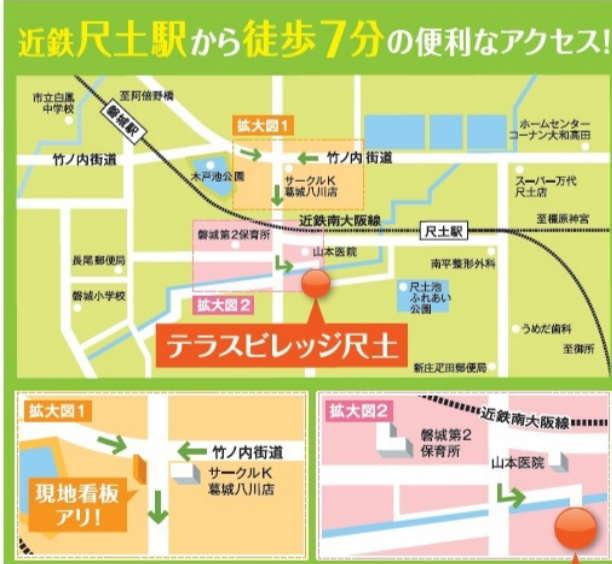 近鉄尺土駅から徒歩7分の便利なアクセス!
市立白鳳
中学校
至阿倍野橋
磐城駅
拡大図1
ホームセンター
コーナン大和高田
竹ノ内街道
竹ノ内街道
木戸池公園
サークルK
葛城八川店
スーパー万代
尺土店
近鉄南大阪線
尺土駅
至橿原神宮
磐城第2保育所
山本医院
長尾郵便局
南平整形外科
磐城小学校
拡大図2
尺土池
ふれあい
公園
テラスビレッジ尺土
うめだ歯科
至御所
新庄疋田郵便局
拡大図1
竹ノ内街道
サークルK
葛城八川店
現地看板
アリ!
拡大図2
近鉄南大阪線
磐城第2
保育所
山本医院